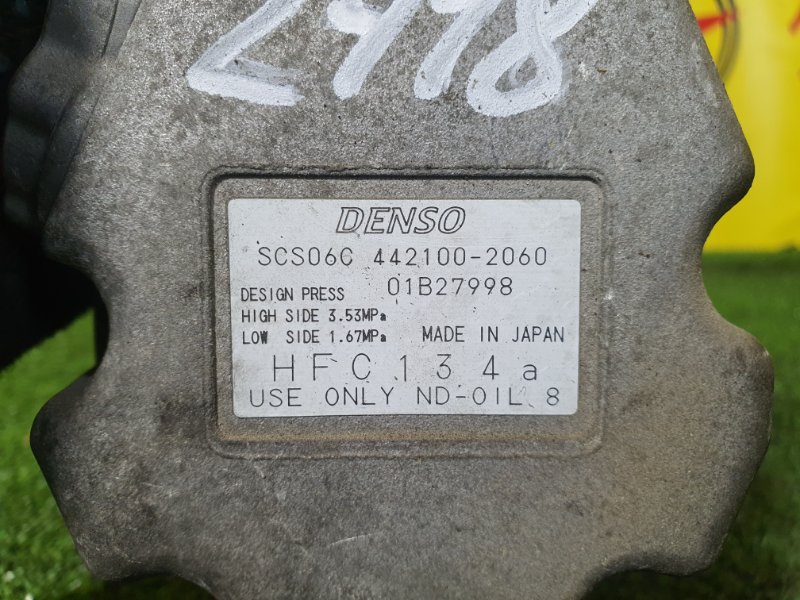 DENSO
SCS06C 442100-2060
DESIGN PRESS 01B27998
HIGH SIDE 3.53MPa
LOW SIDE 1.67MPa MADE IN JAPAN
HFC134a
USE ONLY ND-OIL 8